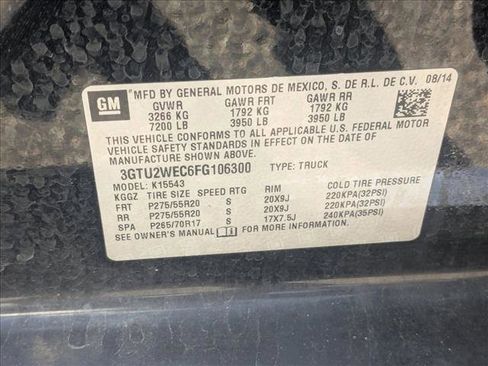 GM
MFD BY GENERAL MOTORS DE MEXICO, S. DE R.L. DE C.V. 08/14
GVWR GAWR FRT GAWR RR
3266 KG 1792 KG 1792 KG
7200 LB 3950 LB 3950 LB
THIS VEHICLE CONFORMS TO ALL APPLICABLE U.S. FEDERAL MOTOR
VEHICLE SAFETY STANDARDS IN EFFECT ON THE DATE OF
MANUFACTURE SHOWN ABOVE.
3GTU2WEC6FG106300 TYPE: TRUCK
MODEL: K15543
KGGZ TIRE SIZE SPEED RTG RIM COLD TIRE PRESSURE
FRT P275/55R20 S 20X9J 220KPA(32PSI)
RR P275/55R20 S 20X9J 220KPA(32PSI)
SPA P265/70R17 S 17X7.5J 240KPA(35PSI)
SEE OWNER'S MANUAL FOR MORE INFORMATION.